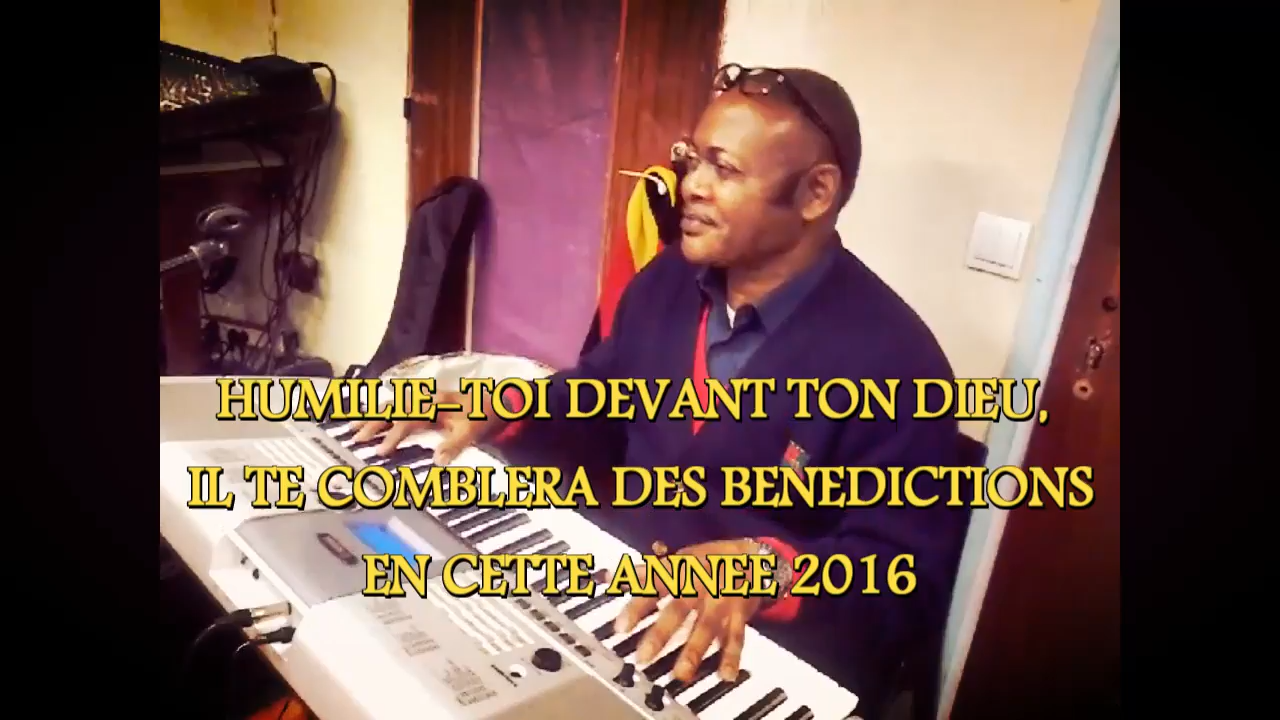 HUMILIE-TOI DEVANT TON DIEU,
IL TE COMBLERA DES BENEDICTIONS
EN CETTE ANNEE 2016